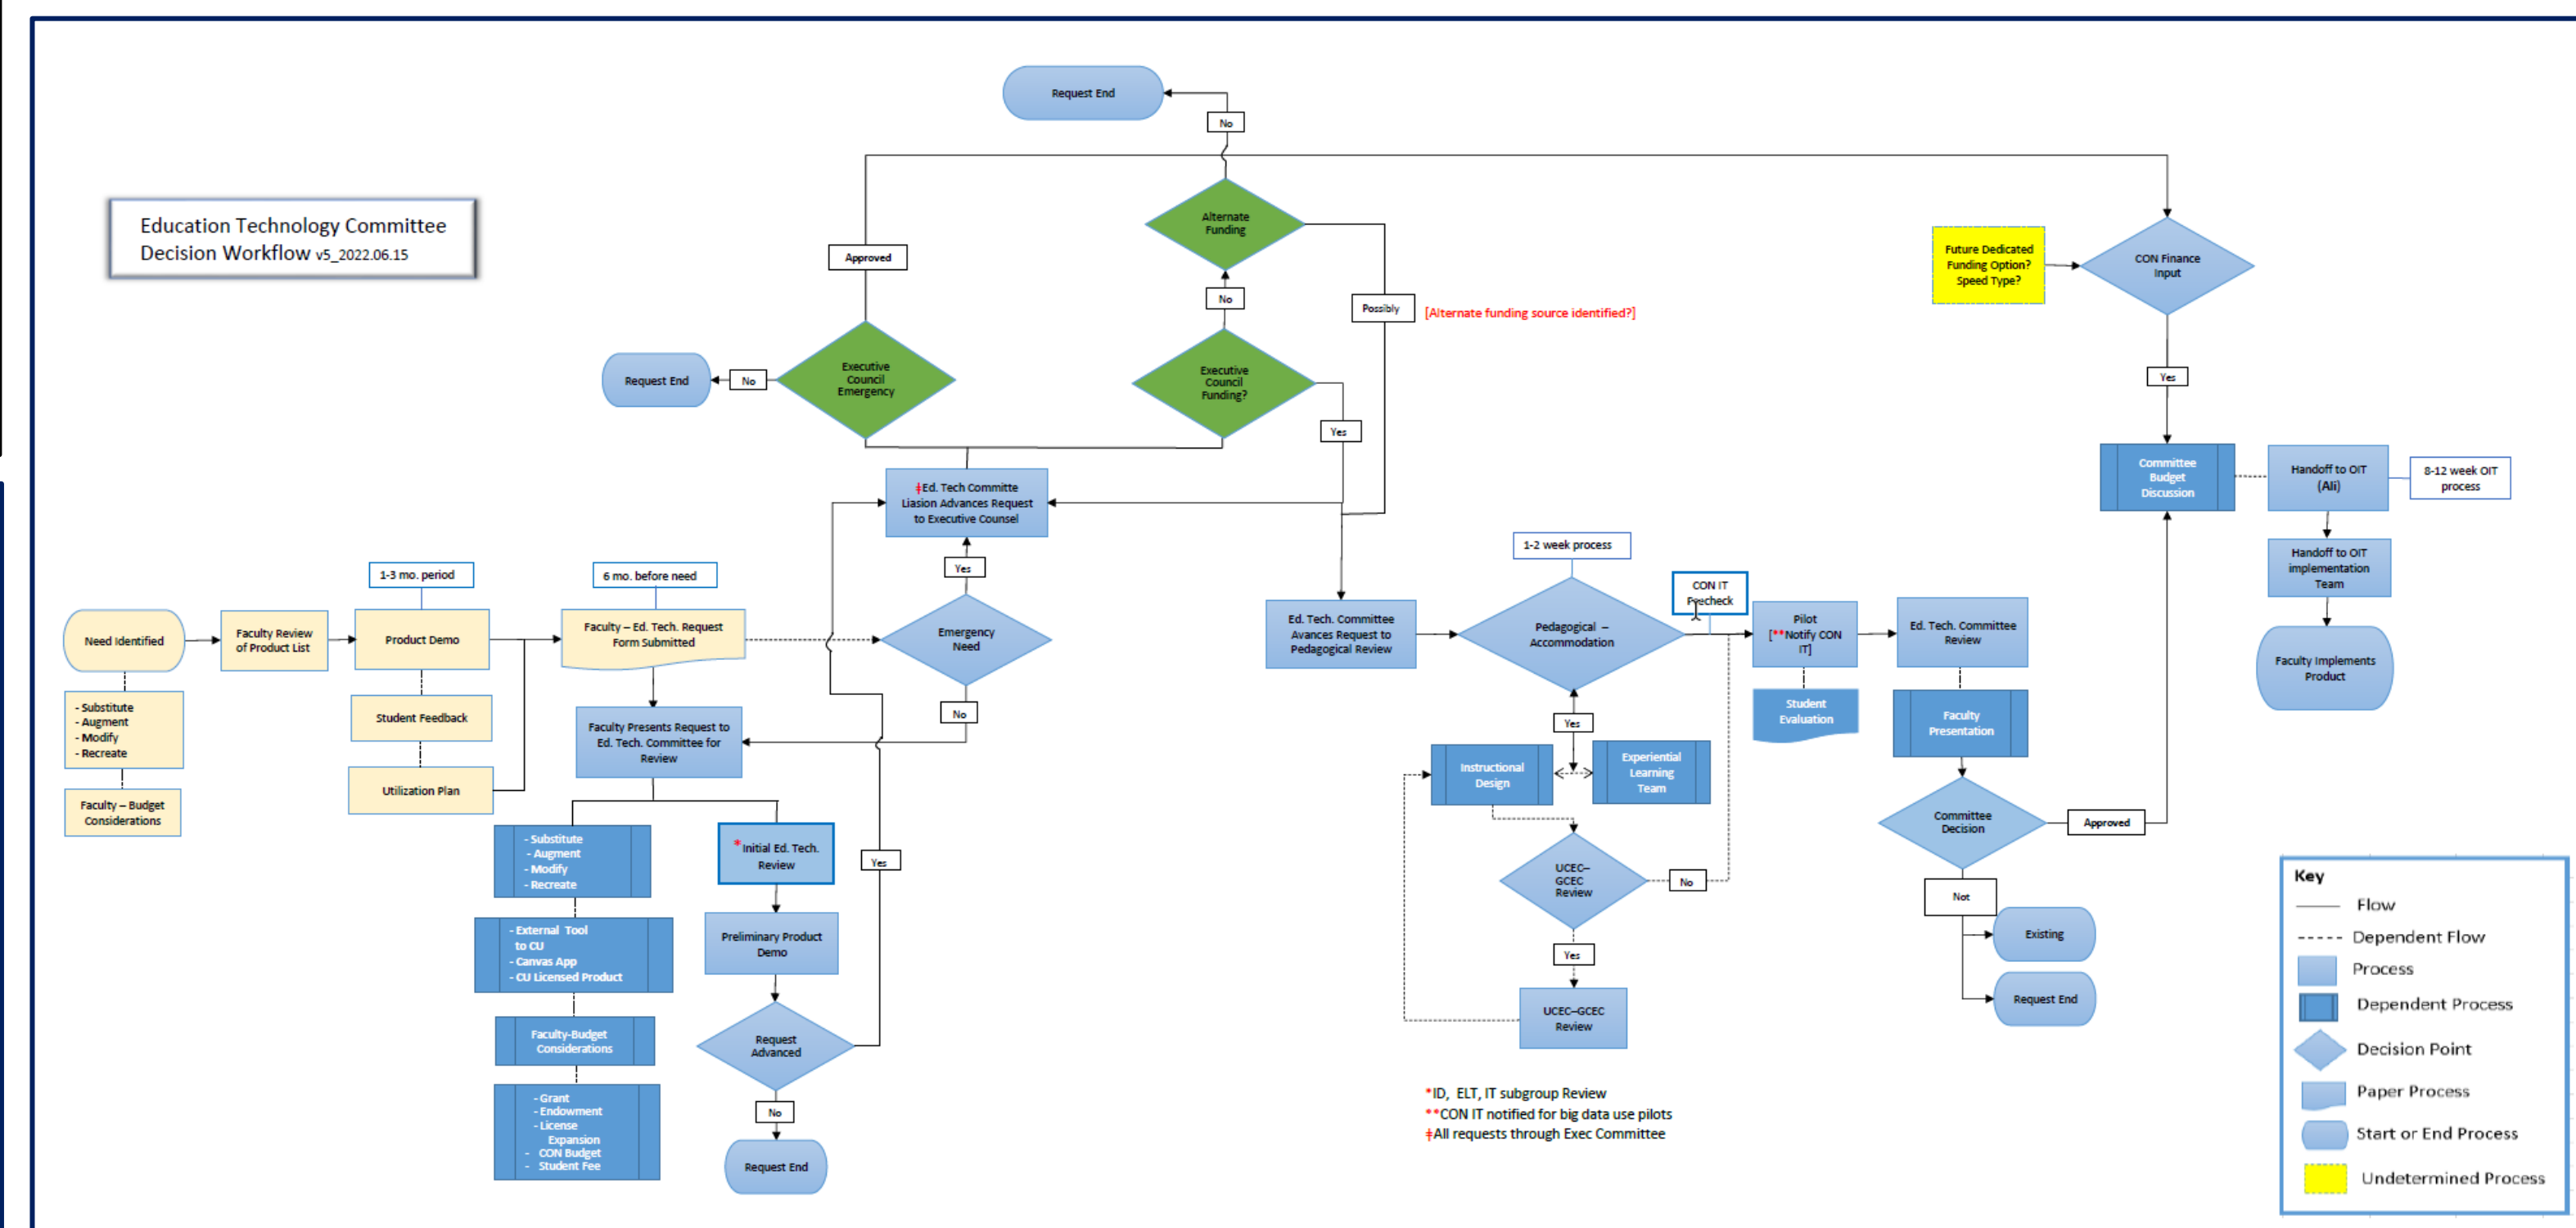 Education Technology Committee
Decision Workflow v5_2022.06.15
Request End
No
Alternate
Funding
Approved
No
Possibly
[Alternate funding source identified?]
Executive
Council
Emergency
No
Request End
Executive
Council
Funding?
Yes
Future Dedicated
Funding Option?
Speed Type?
CON Finance
Input
Yes
Committee
Budget
Discussion
Handoff to OIT
(Ali)
8-12 week OIT
process
Handoff to OIT
implementation
Team
Faculty Implements
Product
ǂEd. Tech Committe
Liasion Advances Request
to Executive Counsel
Yes
Emergency
Need
No
Need Identified
- Substitute
- Augment
- Modify
- Recreate
Faculty – Budget
Considerations
Faculty Review
of Product List
1-3 mo. period
Product Demo
Student Feedback
Utilization Plan
6 mo. before need
Faculty – Ed. Tech. Request
Form Submitted
Faculty Presents Request to
Ed. Tech. Committee for
Review
- Substitute
- Augment
- Modify
- Recreate
- External Tool
to CU
- Canvas App
- CU Licensed Product
Faculty-Budget
Considerations
- Grant
- Endowment
- License
Expansion
- CON Budget
- Student Fee
*Initial Ed. Tech.
Review
Preliminary Product
Demo
Request
Advanced
Yes
No
Request End
Ed. Tech. Committee
Avances Request to
Pedagogical Review
1-2 week process
Pedagogical –
Accommodation
Yes
Instructional
Design
Experiential
Learning
Team
UCEC–
GCEC
Review
No
Yes
UCEC–GCEC
Review
CON IT
Precheck
Pilot
[**Notify CON
IT]
Student
Evaluation
Ed. Tech. Committee
Review
Faculty
Presentation
Committee
Decision
Approved
Not
Existing
Request End
*ID, ELT, IT subgroup Review
**CON IT notified for big data use pilots
ǂAll requests through Exec Committee
Key
Flow
Dependent Flow
Process
Dependent Process
Decision Point
Paper Process
Start or End Process
Undetermined Process